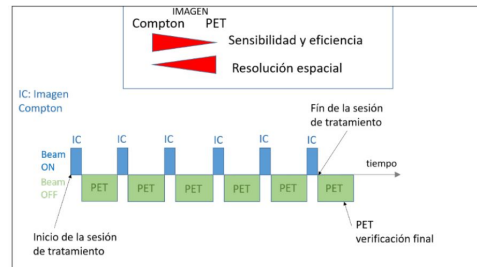 IMAGEN
Compton PET
Sensibilidad y eficiencia
Resolución espacial
IC: Imagen
Compton
Fín de la sesión
de tratamiento
IC IC IC IC IC IC
Beam
ON
tiempo
Beam
OFF
PET PET PET PET PET PET
Inicio de la sesión
de tratamiento
PET
verificación final